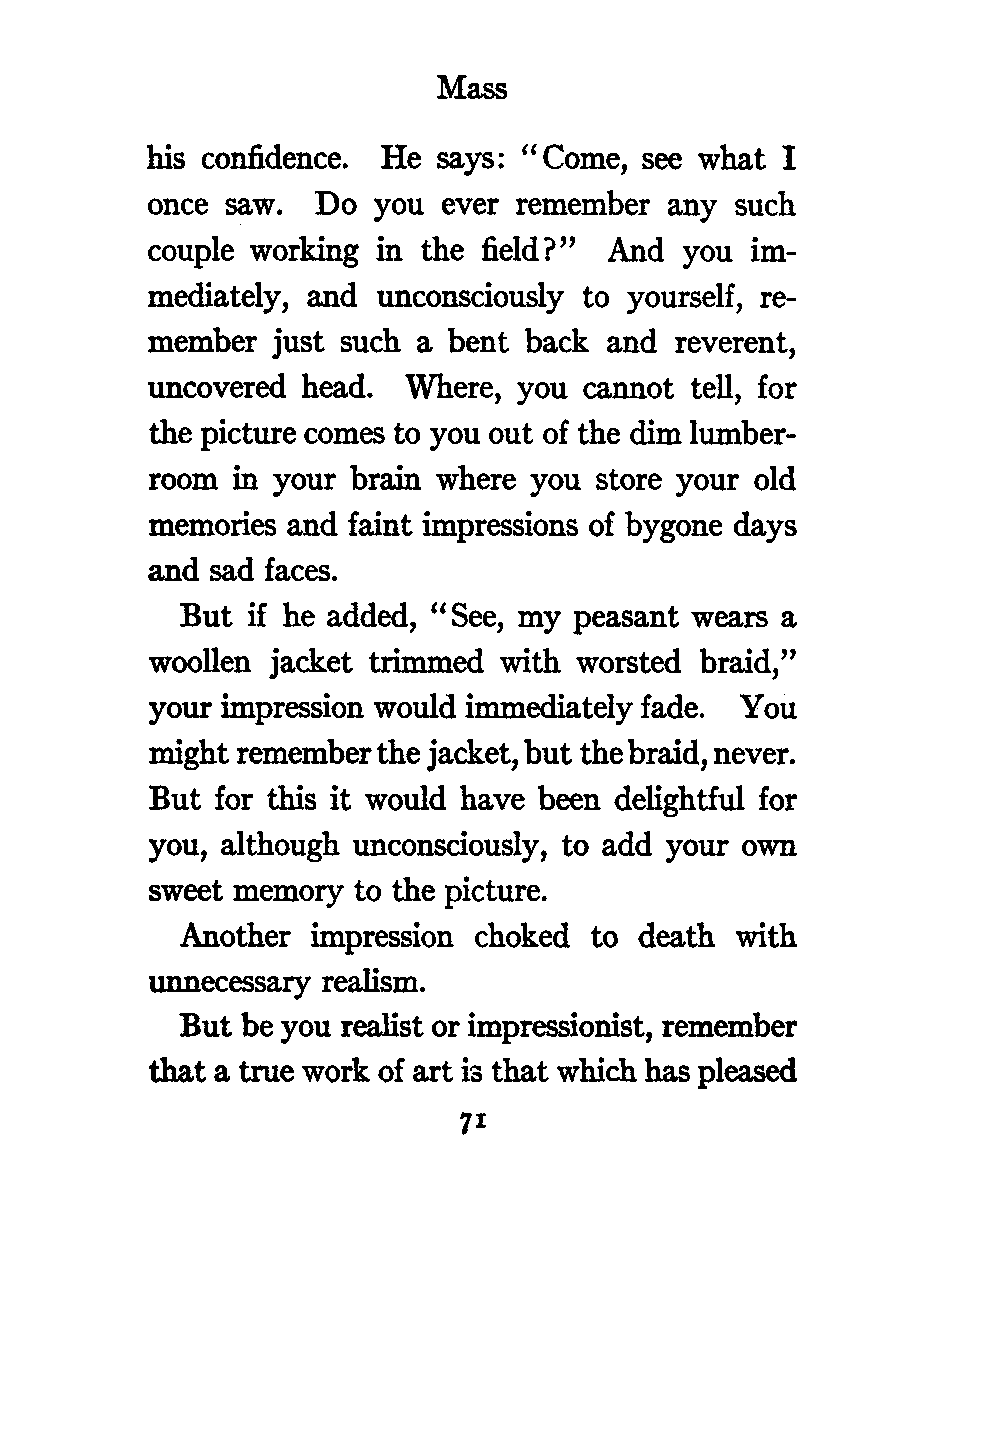 Mass
his confidence. He says: "Come, see what I
once saw. Do you ever remember any such
couple working in the field?" And you im-
mediately, and unconsciously to yourself, re-
member just such a bent back and reverent,
uncovered head. Where, you cannot tell, for
the picture comes to you out of the dim lumber-
room in your brain where you store your old
memories and faint impressions of bygone days
and sad faces.
But if he added, "See, my peasant wears a
woollen jacket trimmed with worsted braid,"
your impression would immediately fade. You
might remember the jacket, but the braid, never.
But for this it would have been delightful for
you, although unconsciously, to add your own
sweet memory to the picture.
Another impression choked to death with
unnecessary realism.
But be you realist or impressionist, remember
that a true work of art is that which has pleased
71